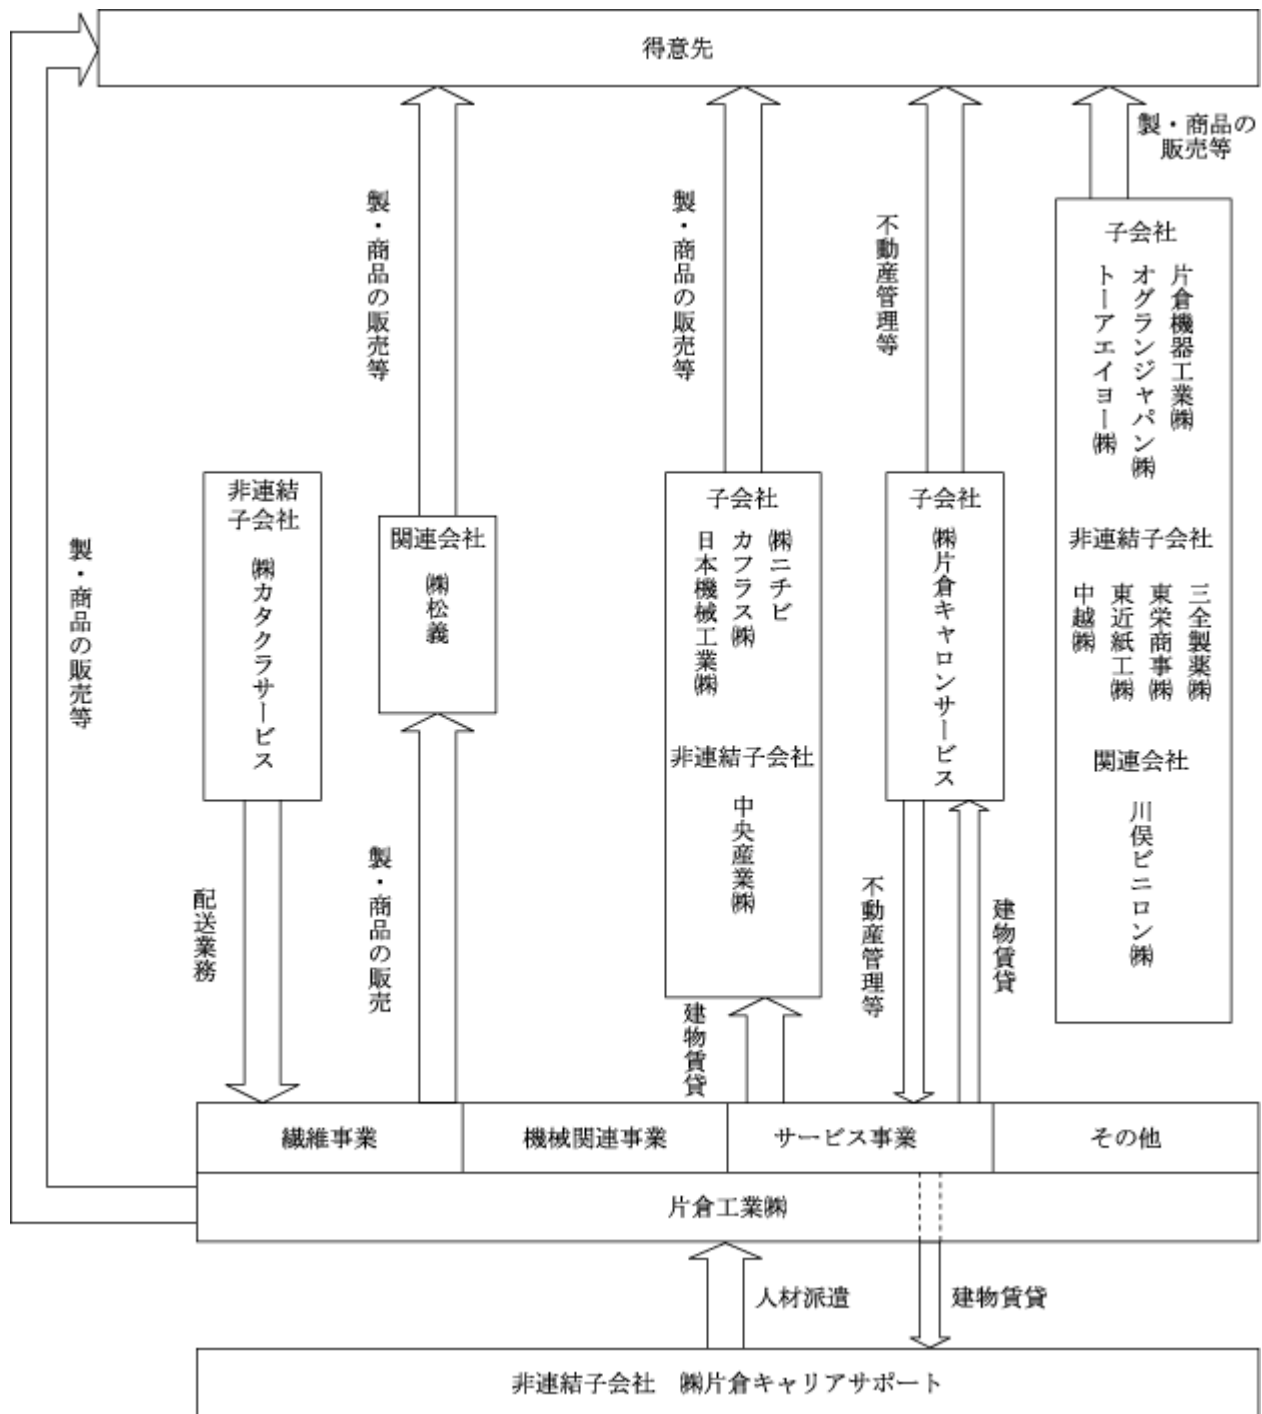 得意先
製・商品の
販売等
製・商品の販売等
製・商品の販売等
不動産管理等
子会社
片倉機器工業㈱
オグランジャパン㈱
トーアエイヨー㈱
非連結子会社
三全製薬㈱
東栄商事㈱
東近紙工㈱
中越㈱
関連会社
川俣ビニロン㈱
製・商品の販売等
非連結
子会社
㈱カタクラサービス
関連会社
㈱松義
子会社
㈱ニチビ
カフラス㈱
日本機械工業㈱
非連結子会社
中央産業㈱
子会社
㈱片倉キャロンサービス
配送業務
製・商品の販売
建物賃貸
不動産管理等
建物賃貸
繊維事業
機械関連事業
サービス事業
その他
片倉工業㈱
人材派遣
建物賃貸
非連結子会社　㈱片倉キャリアサポート